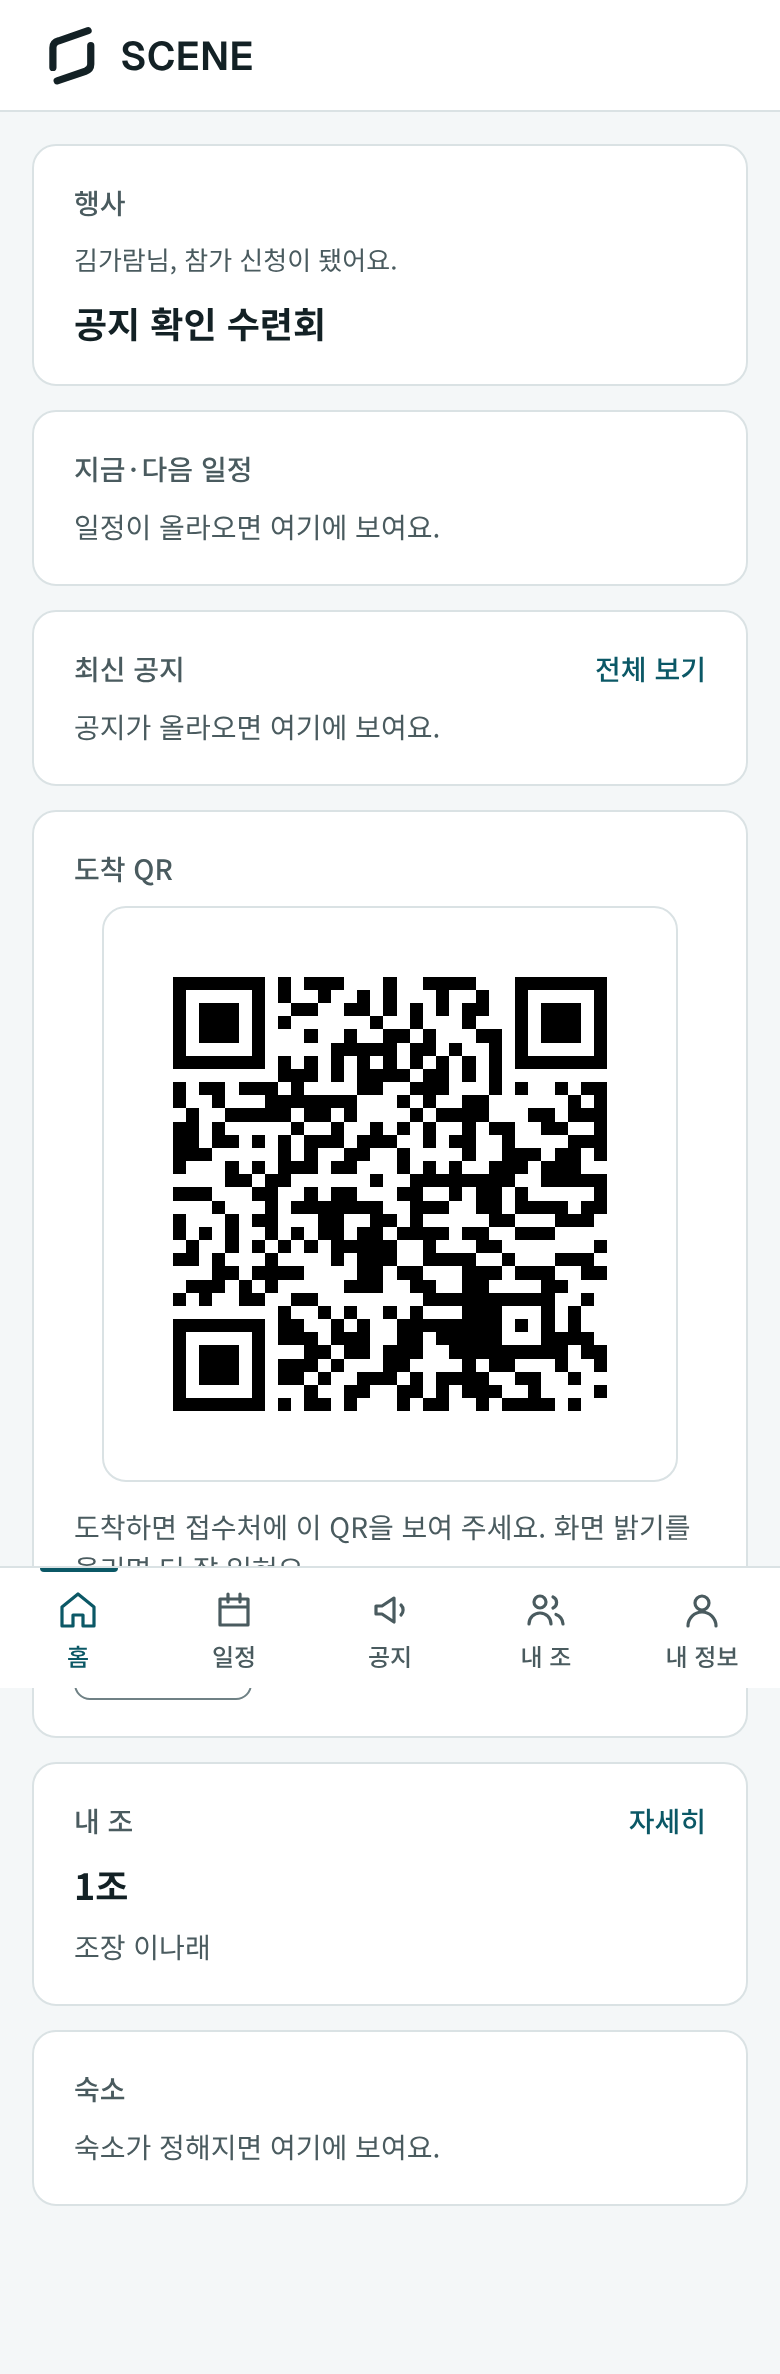 SCENE
행사
김가람님, 참가 신청이 됐어요.
공지 확인 수련회
지금·다음 일정
일정이 올라오면 여기에 보여요.
최신 공지
전체 보기
공지가 올라오면 여기에 보여요.
도착 QR
도착하면 접수처에 이 QR을 보여 주세요. 화면 밝기를
홈
일정
공지
내 조
내 정보
내 조
자세히
1조
조장 이나래
숙소
숙소가 정해지면 여기에 보여요.